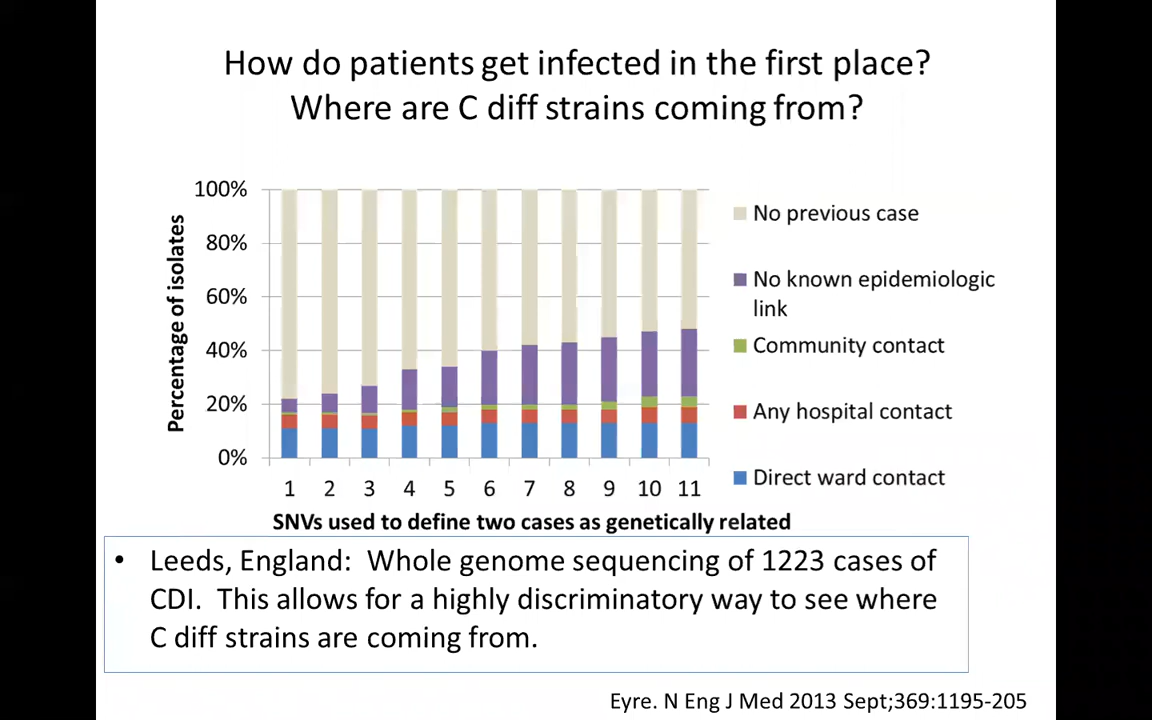 How do patients get infected in the first place?
Where are C diff strains coming from?
100%
80%
60%
40%
20%
0%
Percentage of isolates
1 2 3 4 5 6 7 8 9 10 11
SNVs used to define two cases as genetically related
No previous case
No known epidemiologic
link
Community contact
Any hospital contact
Direct ward contact
• Leeds, England: Whole genome sequencing of 1223 cases of
CDI. This allows for a highly discriminatory way to see where
C diff strains are coming from.
Eyre. N Eng J Med 2013 Sept;369:1195-205